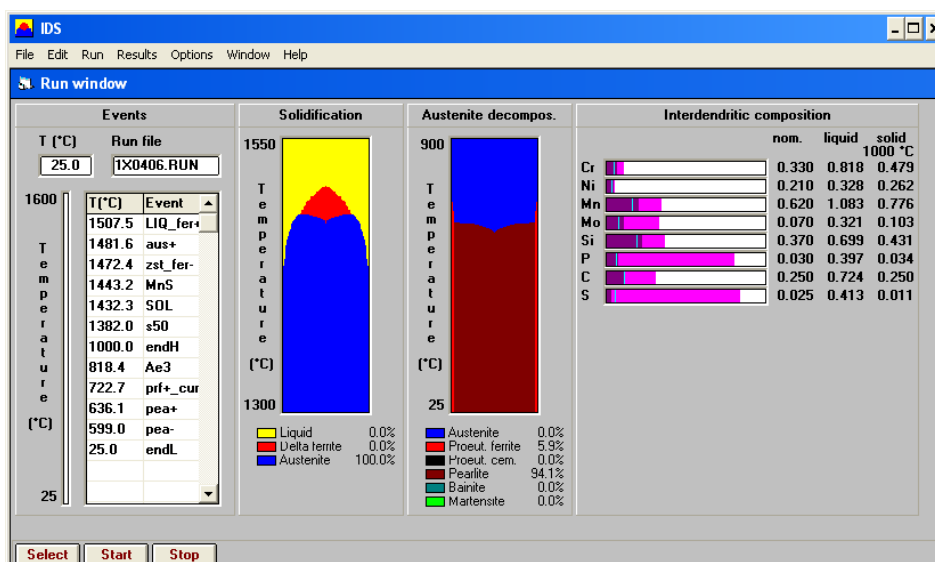 IDS
File Edit Run Results Options Window Help
Run window
Events
T (°C) Run file
25.0 1X0406.RUN
1600
Temperature
(°C)
25
T(°C) Event
1507.5 LIQ_fer+
1481.6 aus+
1472.4 zst_fer-
1443.2 MnS
1432.3 SOL
1382.0 s50
1000.0 endH
818.4 Ae3
722.7 prf+_cur
636.1 pea+
599.0 pea-
25.0 endL
Solidification
1550
Temperature
(°C)
1300
Liquid 0.0%
Delta ferrite 0.0%
Austenite 100.0%
Austenite decompos.
900
Temperature
(°C)
25
Austenite 0.0%
Proeut. ferrite 5.9%
Proeut. cem. 0.0%
Pearlite 94.1%
Bainite 0.0%
Martensite 0.0%
Interdendritic composition
nom. liquid solid
1000 °C
Cr 0.330 0.818 0.479
Ni 0.210 0.328 0.262
Mn 0.620 1.083 0.776
Mo 0.070 0.321 0.103
Si 0.370 0.699 0.431
P 0.030 0.397 0.034
C 0.250 0.724 0.250
S 0.025 0.413 0.011
Select Start Stop